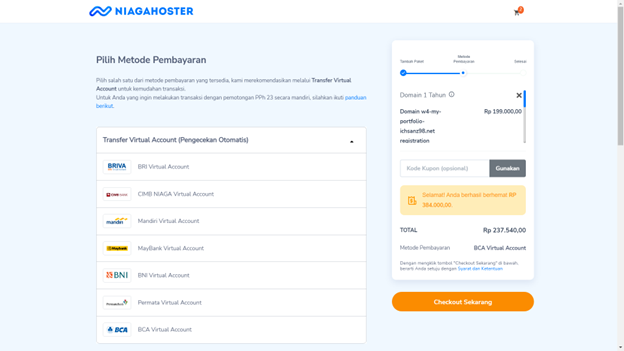 NIAGAHOSTER
Pilih Metode Pembayaran
Pilih salah satu dari metode pembayaran yang tersedia, kami merekomendasikan melalui Transfer Virtual
Account untuk kemudahan transaksi.
Untuk Anda yang ingin melakukan transaksi dengan pemotongan PPh 23 secara mandiri, silahkan ikuti panduan
berikut.
Transfer Virtual Account (Pengecekan Otomatis)
BRIVA
BRI Virtual Account
CIMB NIAGA
CIMB NIAGA Virtual Account
mandiri
Mandiri Virtual Account
Maybank
MayBank Virtual Account
BNI
BNI Virtual Account
PermataBank
Permata Virtual Account
BCA
BCA Virtual Account
Tambah Paket
Metode
Pembayaran
Selesai
Domain 1 Tahun
Domain w4-my-
portfolio-
ichsanz98.net
registration
Rp 199.000,00
Kode Kupon (opsional)
Gunakan
Selamat! Anda berhasil berhemat RP
384.000,00.
TOTAL
Rp 237.540,00
Metode Pembayaran
BCA Virtual Account
Dengan mengklik tombol "Checkout Sekarang" di bawah,
berarti Anda setuju dengan Syarat dan Ketentuan
Checkout Sekarang